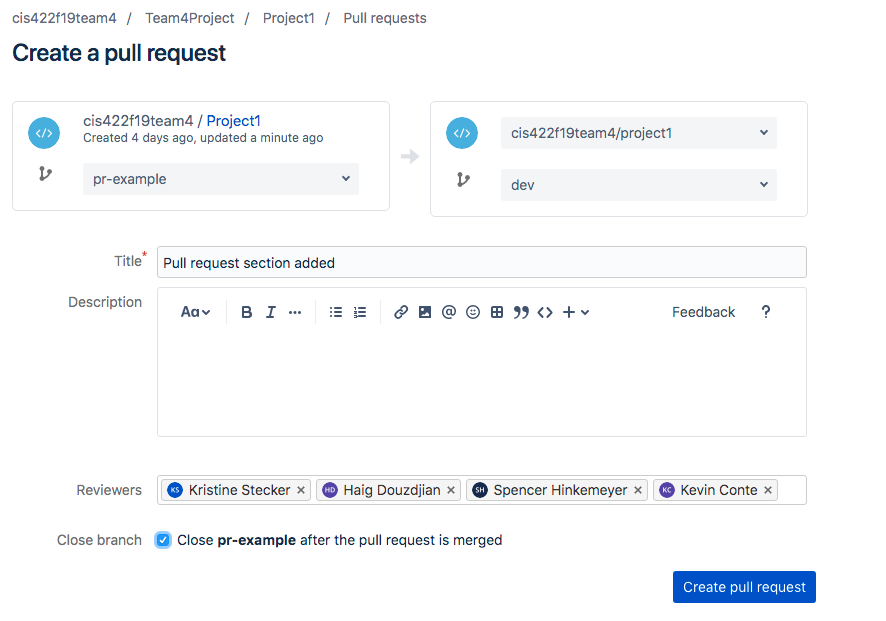 cis422f19team4 / Team4Project / Project1 / Pull requests
Create a pull request
</> cis422f19team4 / Project1
Created 4 days ago, updated a minute ago
pr-example
</> cis422f19team4/project1
dev
Title*
Pull request section added
Description
Aa B I ••• @ ❞ <> + Feedback ?
Reviewers
KS Kristine Stecker × HD Haig Douzdjian × SH Spencer Hinkemeyer × KC Kevin Conte ×
Close branch Close pr-example after the pull request is merged
Create pull request